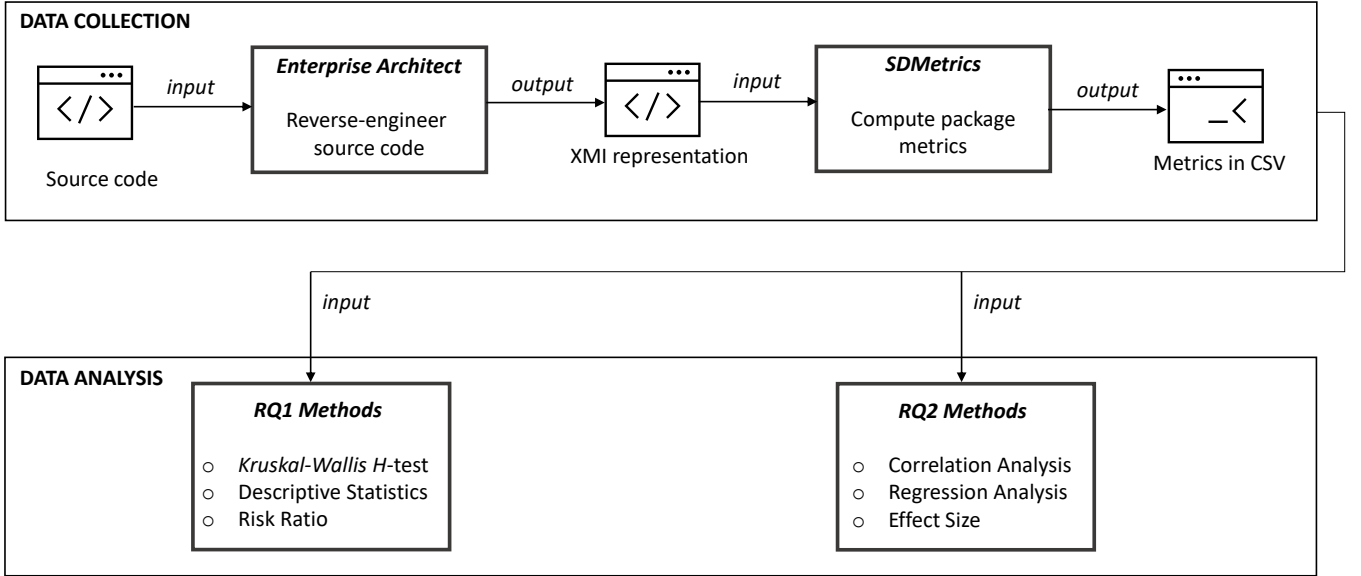 DATA COLLECTION
input
Enterprise Architect
Reverse-engineer
source code
output
input
SDMetrics
Compute package
metrics
output
Source code
XMI representation
Metrics in CSV
input
input
DATA ANALYSIS
RQ1 Methods
○ Kruskal-Wallis H-test
○ Descriptive Statistics
○ Risk Ratio
RQ2 Methods
○ Correlation Analysis
○ Regression Analysis
○ Effect Size